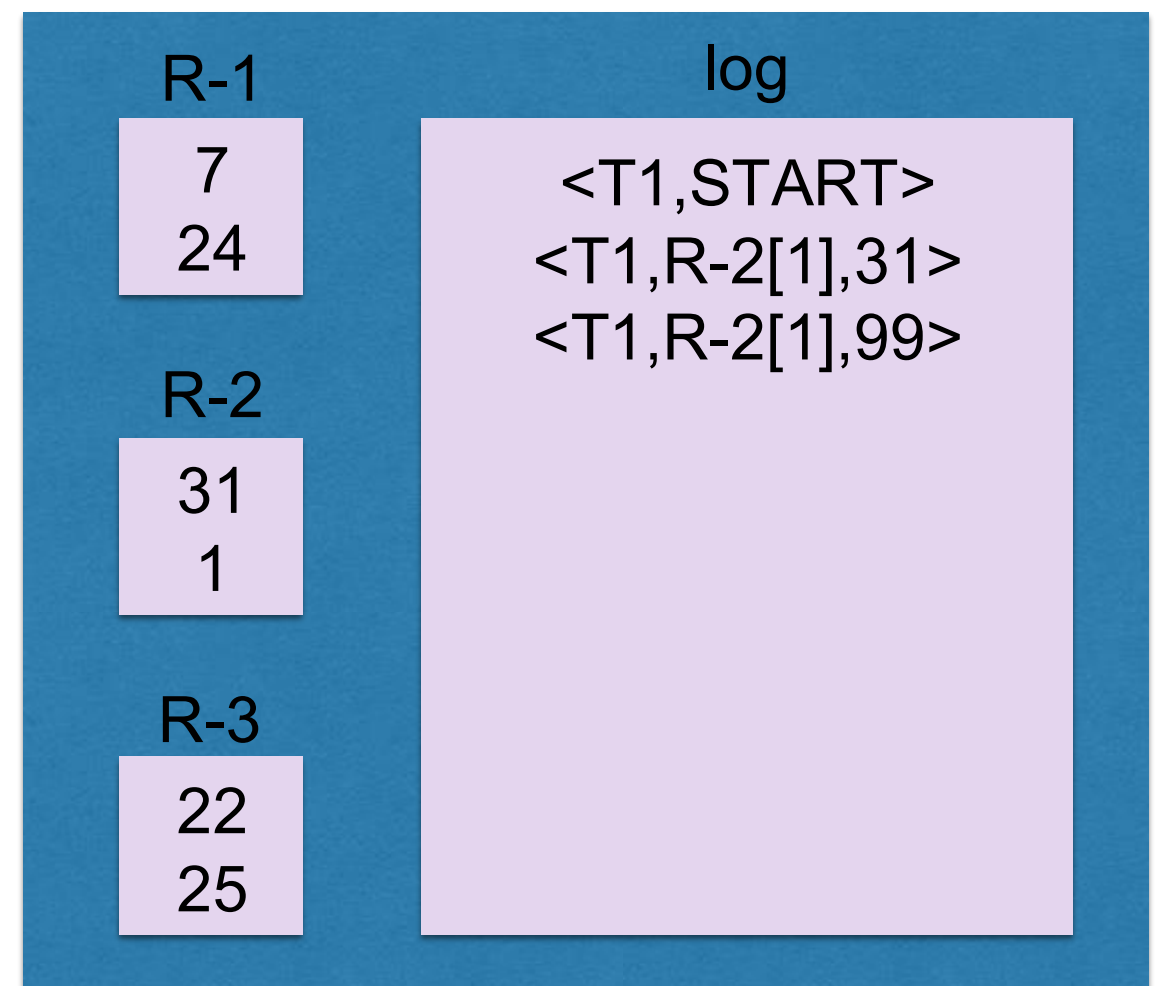 R-1
7
24
R-2
31
1
R-3
22
25
log
<T1,START>
<T1,R-2[1],31>
<T1,R-2[1],99>